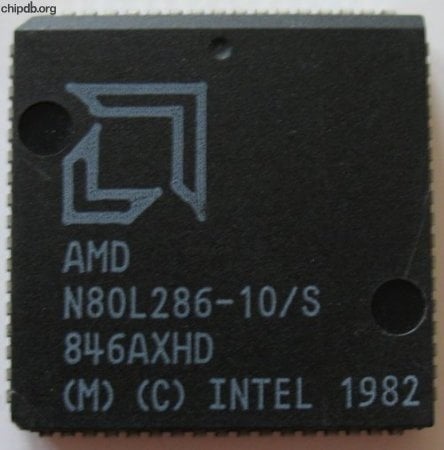 chipdb.org
AMD
N80L286-10/S
846AXHD
(M) (C) INTEL 1982